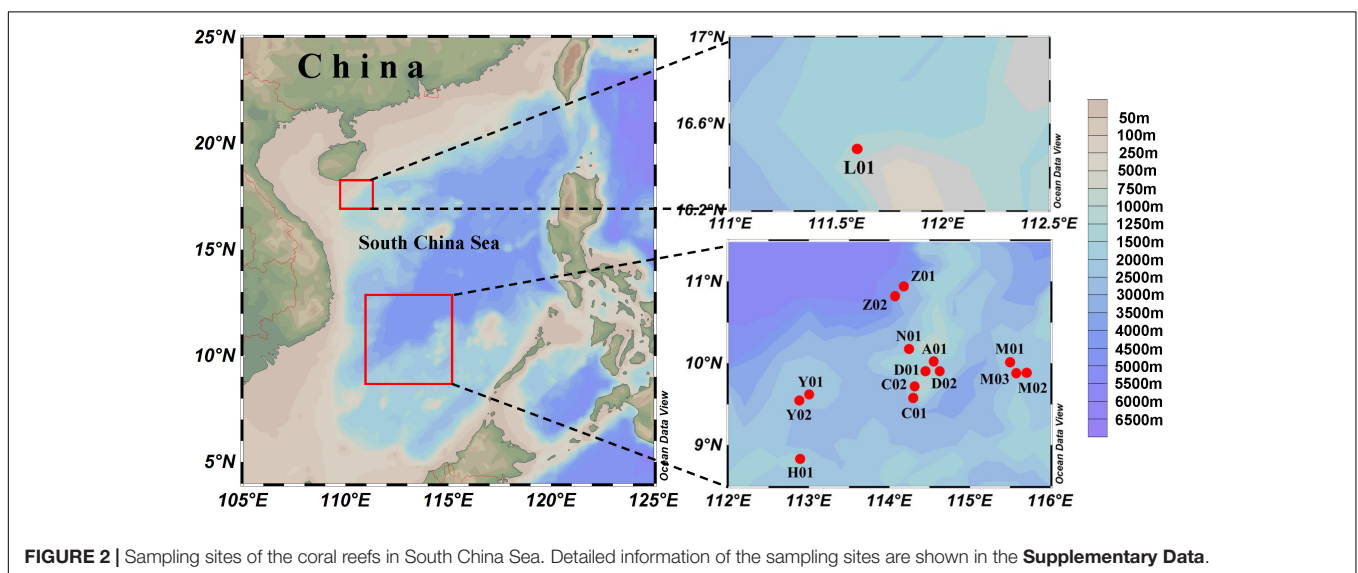 25°N
20°N
15°N
10°N
5°N
105°E
110°E
115°E
120°E
125°E
China
South China Sea
Ocean Data View
17°N
16.6°N
16.2°N
111°E
111.5°E
112°E
112.5°E
L01
Ocean Data View
11°N
10°N
9°N
112°E
113°E
114°E
115°E
116°E
Z01
Z02
N01
A01
D01
D02
C02
C01
M01
M03
M02
Y01
Y02
H01
Ocean Data View
50m
100m
250m
500m
750m
1000m
1250m
1500m
2000m
2500m
3000m
3500m
4000m
4500m
5000m
5500m
6000m
6500m
FIGURE 2 | Sampling sites of the coral reefs in South China Sea. Detailed information of the sampling sites are shown in the Supplementary Data.